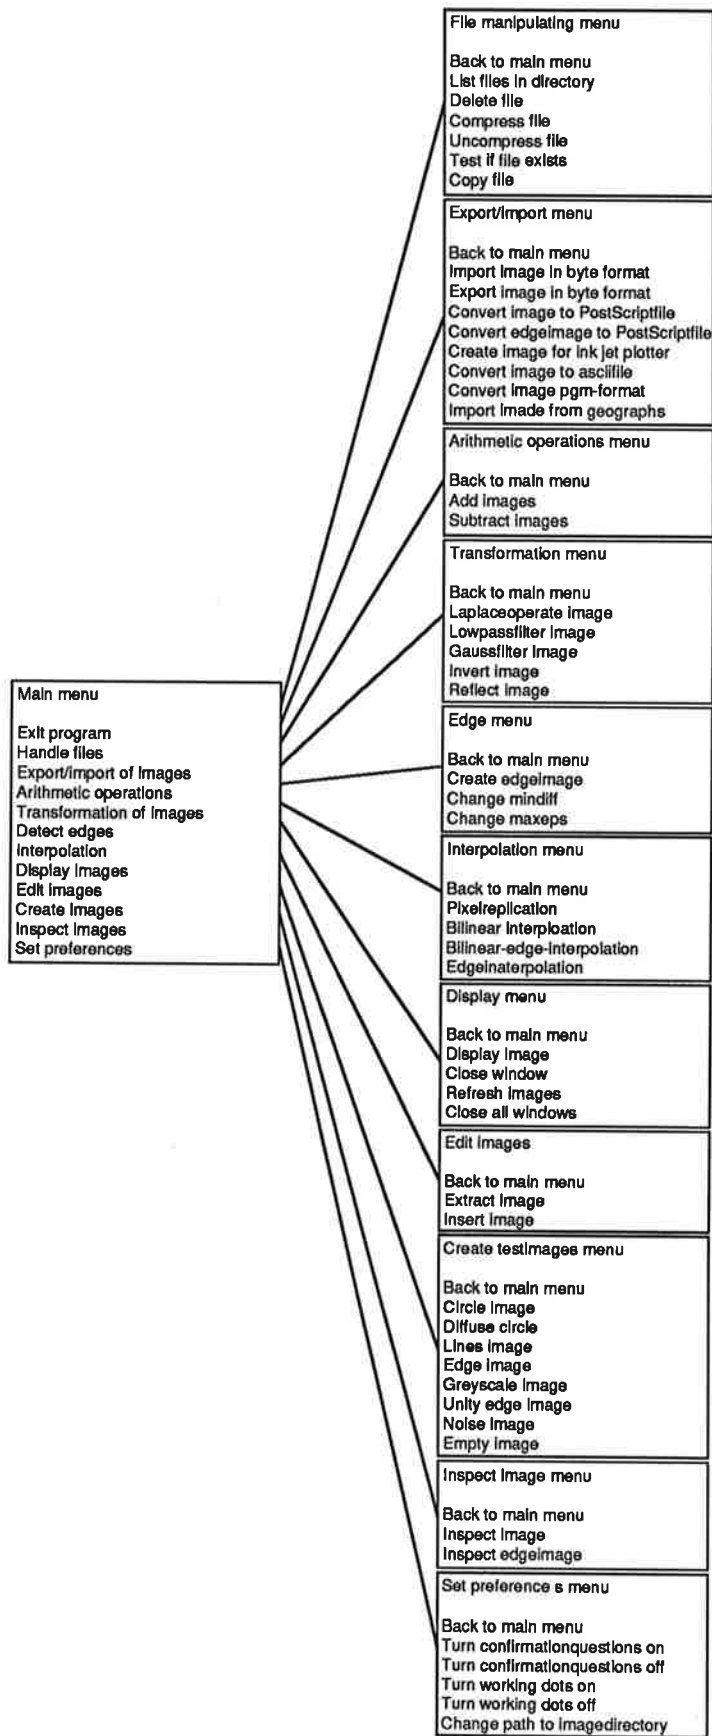 File manipulating menu
Back to main menu
List files in directory
Delete file
Compress file
Uncompress file
Test if file exists
Copy file
Export/import menu
Back to main menu
Import image in byte format
Export image in byte format
Convert image to PostScriptfile
Convert edgeimage to PostScriptfile
Create image for ink jet plotter
Convert image to asciifile
Convert image pgm-format
Import imade from geographs
Arithmetic operations menu
Back to main menu
Add images
Subtract images
Transformation menu
Back to main menu
Laplaceoperate image
Lowpassfilter image
Gaussfilter image
Invert image
Reflect image
Main menu
Exit program
Handle files
Export/import of images
Arithmetic operations
Transformation of images
Detect edges
Interpolation
Display images
Edit images
Create images
Inspect images
Set preferences
Edge menu
Back to main menu
Create edgeimage
Change mindiff
Change maxeps
Interpolation menu
Back to main menu
Pixelreplication
Bilinear Interploation
Bilinear-edge-interpolation
Edgeinaterpolation
Display menu
Back to main menu
Display image
Close window
Refresh images
Close all windows
Edit images
Back to main menu
Extract image
Insert image
Create testimages menu
Back to main menu
Circle image
Diffuse circle
Lines image
Edge image
Greyscale image
Unity edge image
Noise image
Empty image
Inspect image menu
Back to main menu
Inspect image
Inspect edgeimage
Set preference s menu
Back to main menu
Turn confirmationquestions on
Turn confirmationquestions off
Turn working dots on
Turn working dots off
Change path to imagedirectory